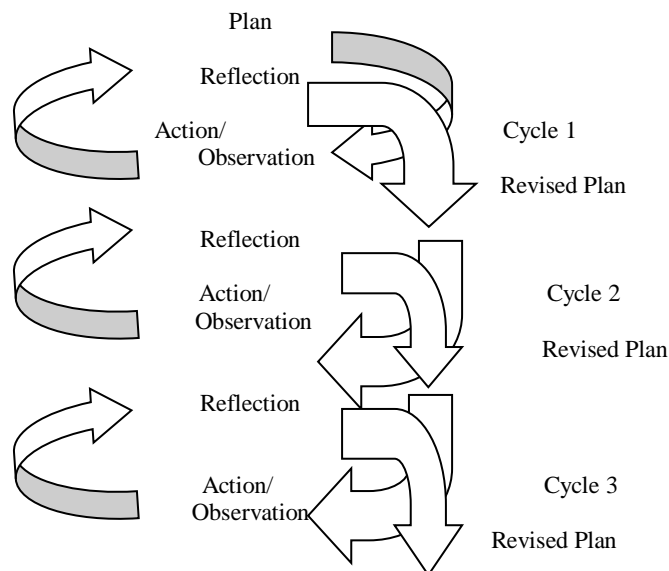 Plan
Reflection
Action/
Observation
Cycle 1
Revised Plan
Reflection
Action/
Observation
Cycle 2
Revised Plan
Reflection
Action/
Observation
Cycle 3
Revised Plan